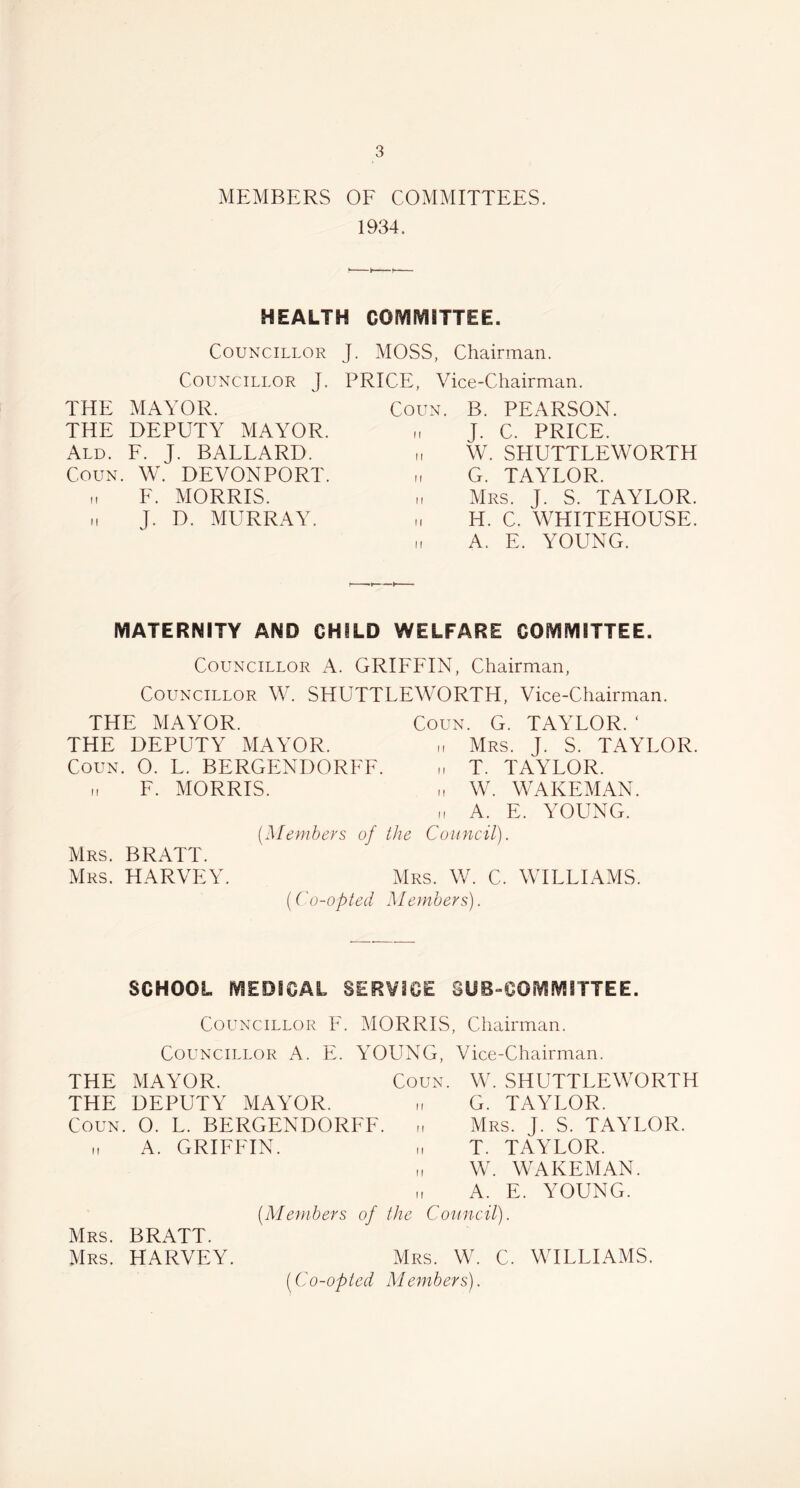 3
MEMBERS OF COMMITTEES.
1934.
HEALTH COMMITTEE.
Councillor J. MOSS, Chairman.
Councillor J. PRICE, Vice-Chairman.
THE MAYOR. Coun. B. PEARSON.
THE DEPUTY MAYOR. " J. C. PRICE.
Ald. F. J. BALLARD. " W. SHUTTLEWORTH
Coun. W. DEVONPORT. " G. TAYLOR.
" F. MORRIS. " Mrs. J. S. TAYLOR.
" J. D. MURRAY. " H. C. WHITEHOUSE.
" A. E. YOUNG.
MATERNITY AND CHILD WELFARE COMMITTEE.
Councillor A. GRIFFIN, Chairman,
Councillor W. SHUTTLEWORTH, Vice-Chairman.
THE MAYOR. Coun. G. TAYLOR. ‘
THE DEPUTY MAYOR. " Mrs. J. S. TAYLOR.
Coun. O. L. BERGENDORFF. " T. TAYLOR.
" F. MORRIS. " W. WAKEMAN.
" A. E. YOUNG.
(Members of the Council).
Mrs. BRATT.
Mrs. HARVEY. Mrs. W. C. WILLIAMS.
(Co-opted Members).
SCHOOL MEDICAL SERVICE SUB-COMMITTEE.
Councillor F. MORRIS, Chairman.
Councillor A. E. YOUNG, Vice-Chairman.
THE MAYOR. Coun. W. SHUTTLEWORTH
THE DEPUTY MAYOR. " G. TAYLOR.
Coun. O. L. BERGENDORFF. " Mrs. J. S. TAYLOR.
" A. GRIFFIN. " T. TAYLOR.
" W. WAKEMAN.
" A. E. YOUNG.
(Members of the Council).
Mrs. BRATT.
Mrs. HARVEY. Mrs. W. C. WILLIAMS.
(Co-opted Members).